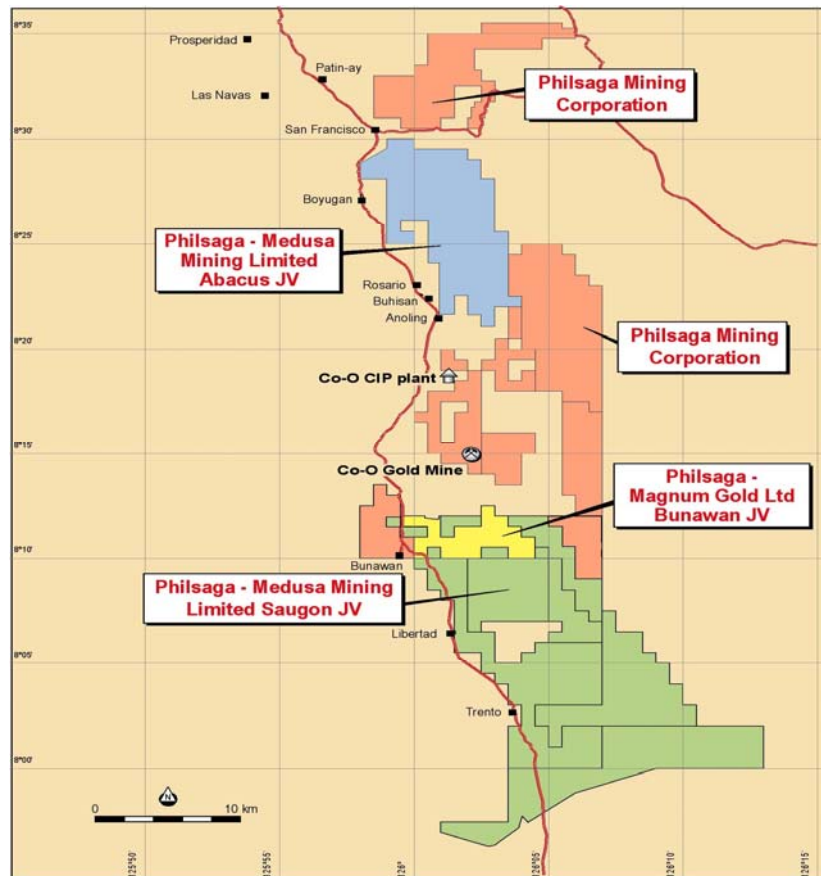 8°35'
Prosperidad
Patin-ay
Las Navas
Philsaga Mining
Corporation
8°30'
San Francisco
Boyugan
8°25'
Philsaga - Medusa
Mining Limited
Abacus JV
Rosario
Buhisan
Anoling
8°20'
Philsaga Mining
Corporation
Co-O CIP plant
8°15'
Co-O Gold Mine
Philsaga -
Magnum Gold Ltd
Bunawan JV
8°10'
Bunawan
Philsaga - Medusa Mining
Limited Saugon JV
Libertad
8°05'
Trento
8°00'
N
0
10 km
125°50'
125°55'
126°
126°05'
126°10'
126°15'